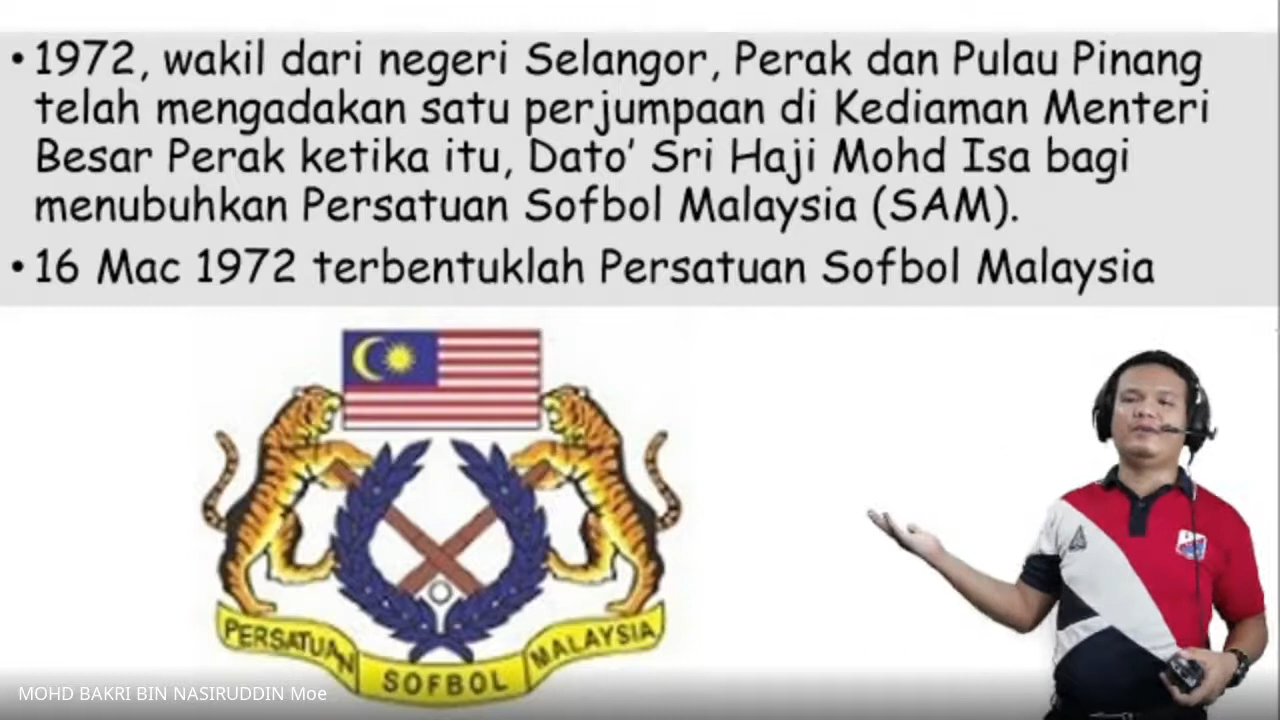 • 1972, wakil dari negeri Selangor, Perak dan Pulau Pinang
telah mengadakan satu perjumpaan di Kediaman Menteri
Besar Perak ketika itu, Dato' Sri Haji Mohd Isa bagi
menubuhkan Persatuan Sofbol Malaysia (SAM).
• 16 Mac 1972 terbentuklah Persatuan Sofbol Malaysia
PERSATUAN SOFBOL MALAYSIA
MOHD BAKRI BIN NASIRUDDIN Moe